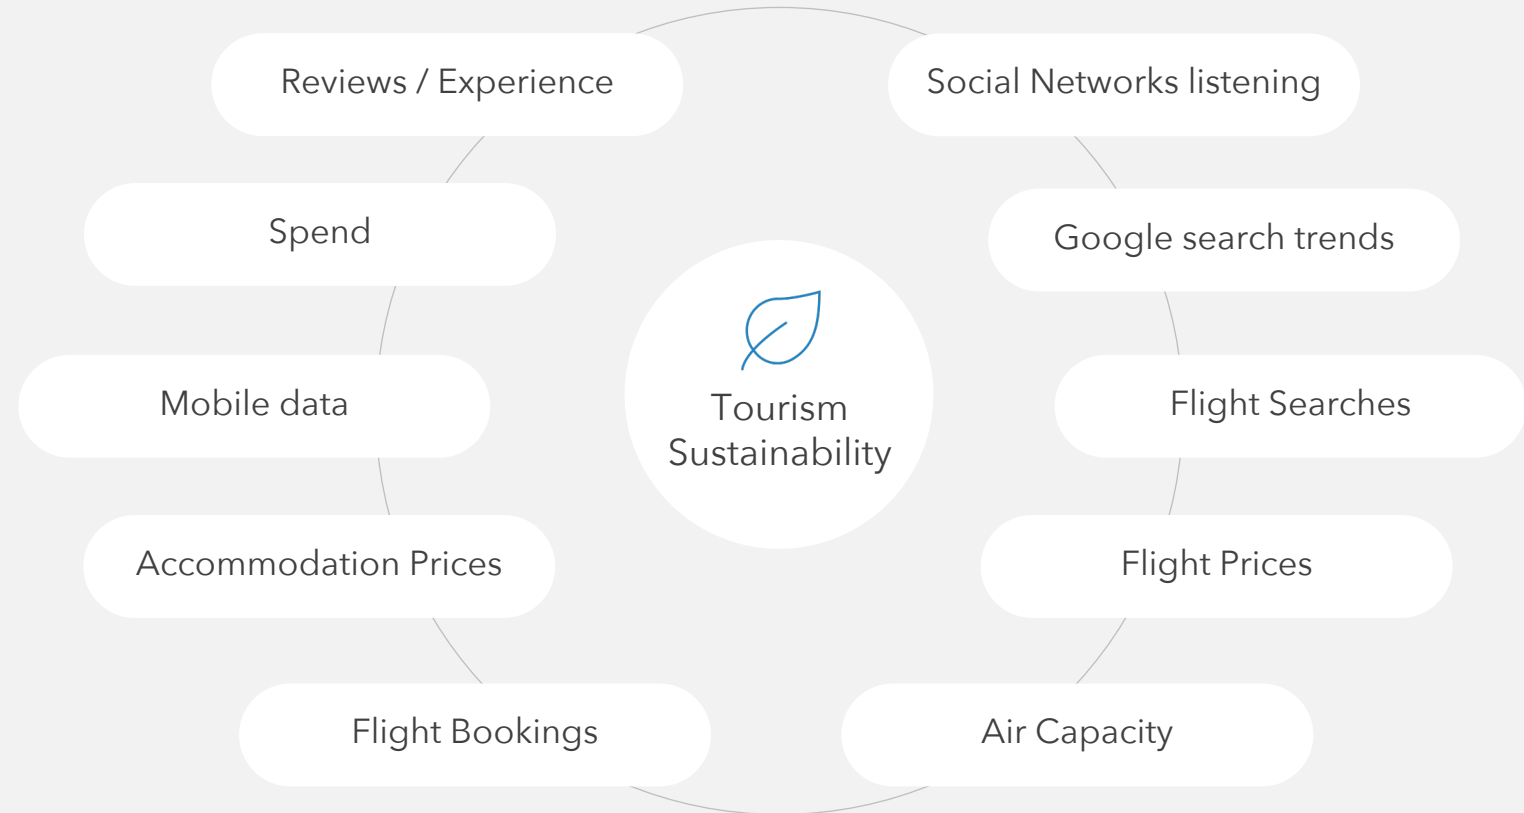 Reviews / Experience
Social Networks listening
Spend
Google search trends
Tourism
Sustainability
Mobile data
Flight Searches
Accommodation Prices
Flight Prices
Flight Bookings
Air Capacity